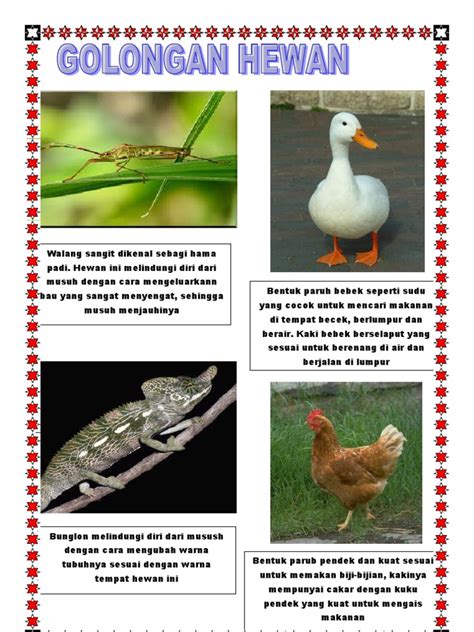 GOLONGAN HEWAN
Walang sangit dikenal sebagi hama
padi. Hewan ini melindungi diri dari
musuh dengan cara mengeluarkann
bau yang sangat menyengat, sehingga
musuh menjauhinya
Bentuk paruh bebek seperti sudu
yang cocok untuk mencari makanan
di tempat becek, berlumpur dan
berair. Kaki bebek berselaput yang
sesuai untuk berenang di air dan
berjalan di lumpur
Bunglon melindungi diri dari musush
dengan cara mengubah warna
tubuhnya sesuai dengan warna
tempat hewan ini
Bentuk parub pendek dan kuat sesuai
untuk memakan biji-bijian, kakinya
mempunyai cakar dengan kuku
pendek yang kuat untuk mengais
makanan